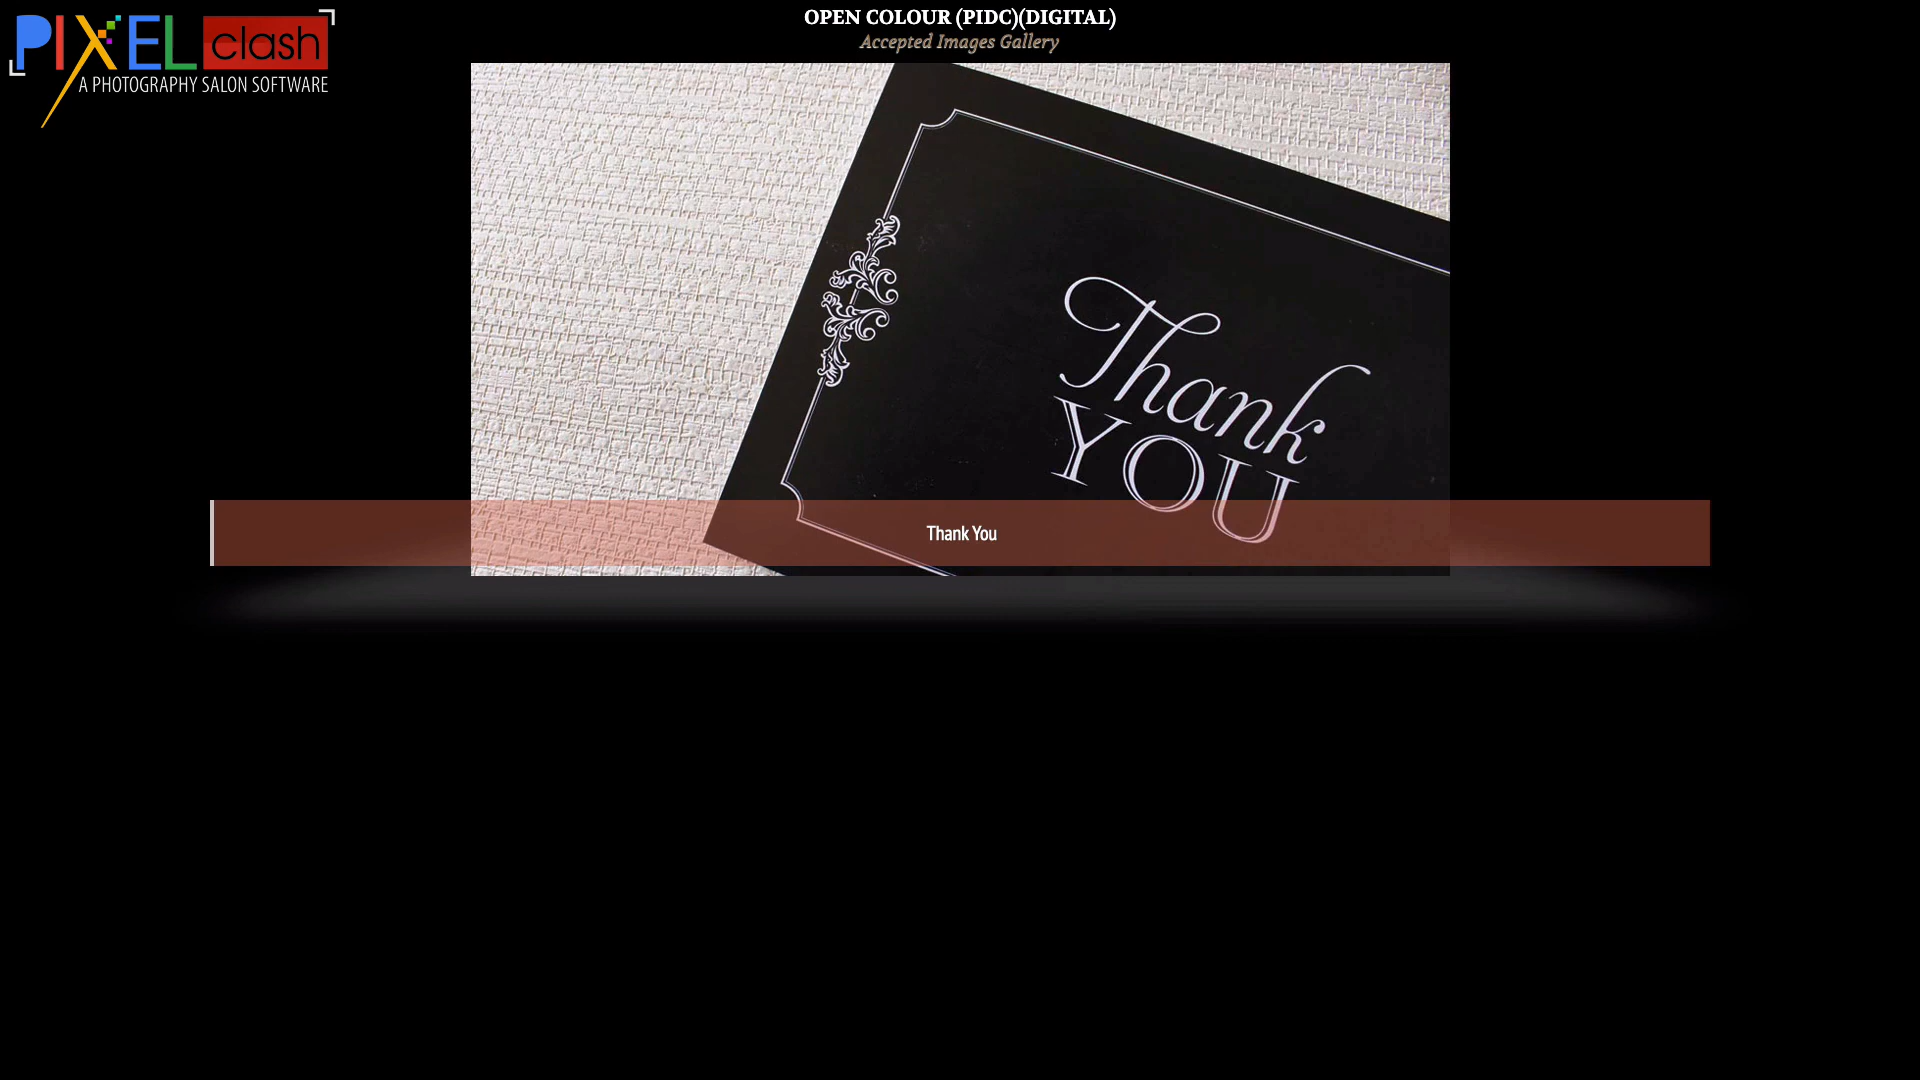 PIXEL clash
A PHOTOGRAPHY SALON SOFTWARE
OPEN COLOUR (PIDC)(DIGITAL)
Accepted Images Gallery
Thank
YOU
Thank You